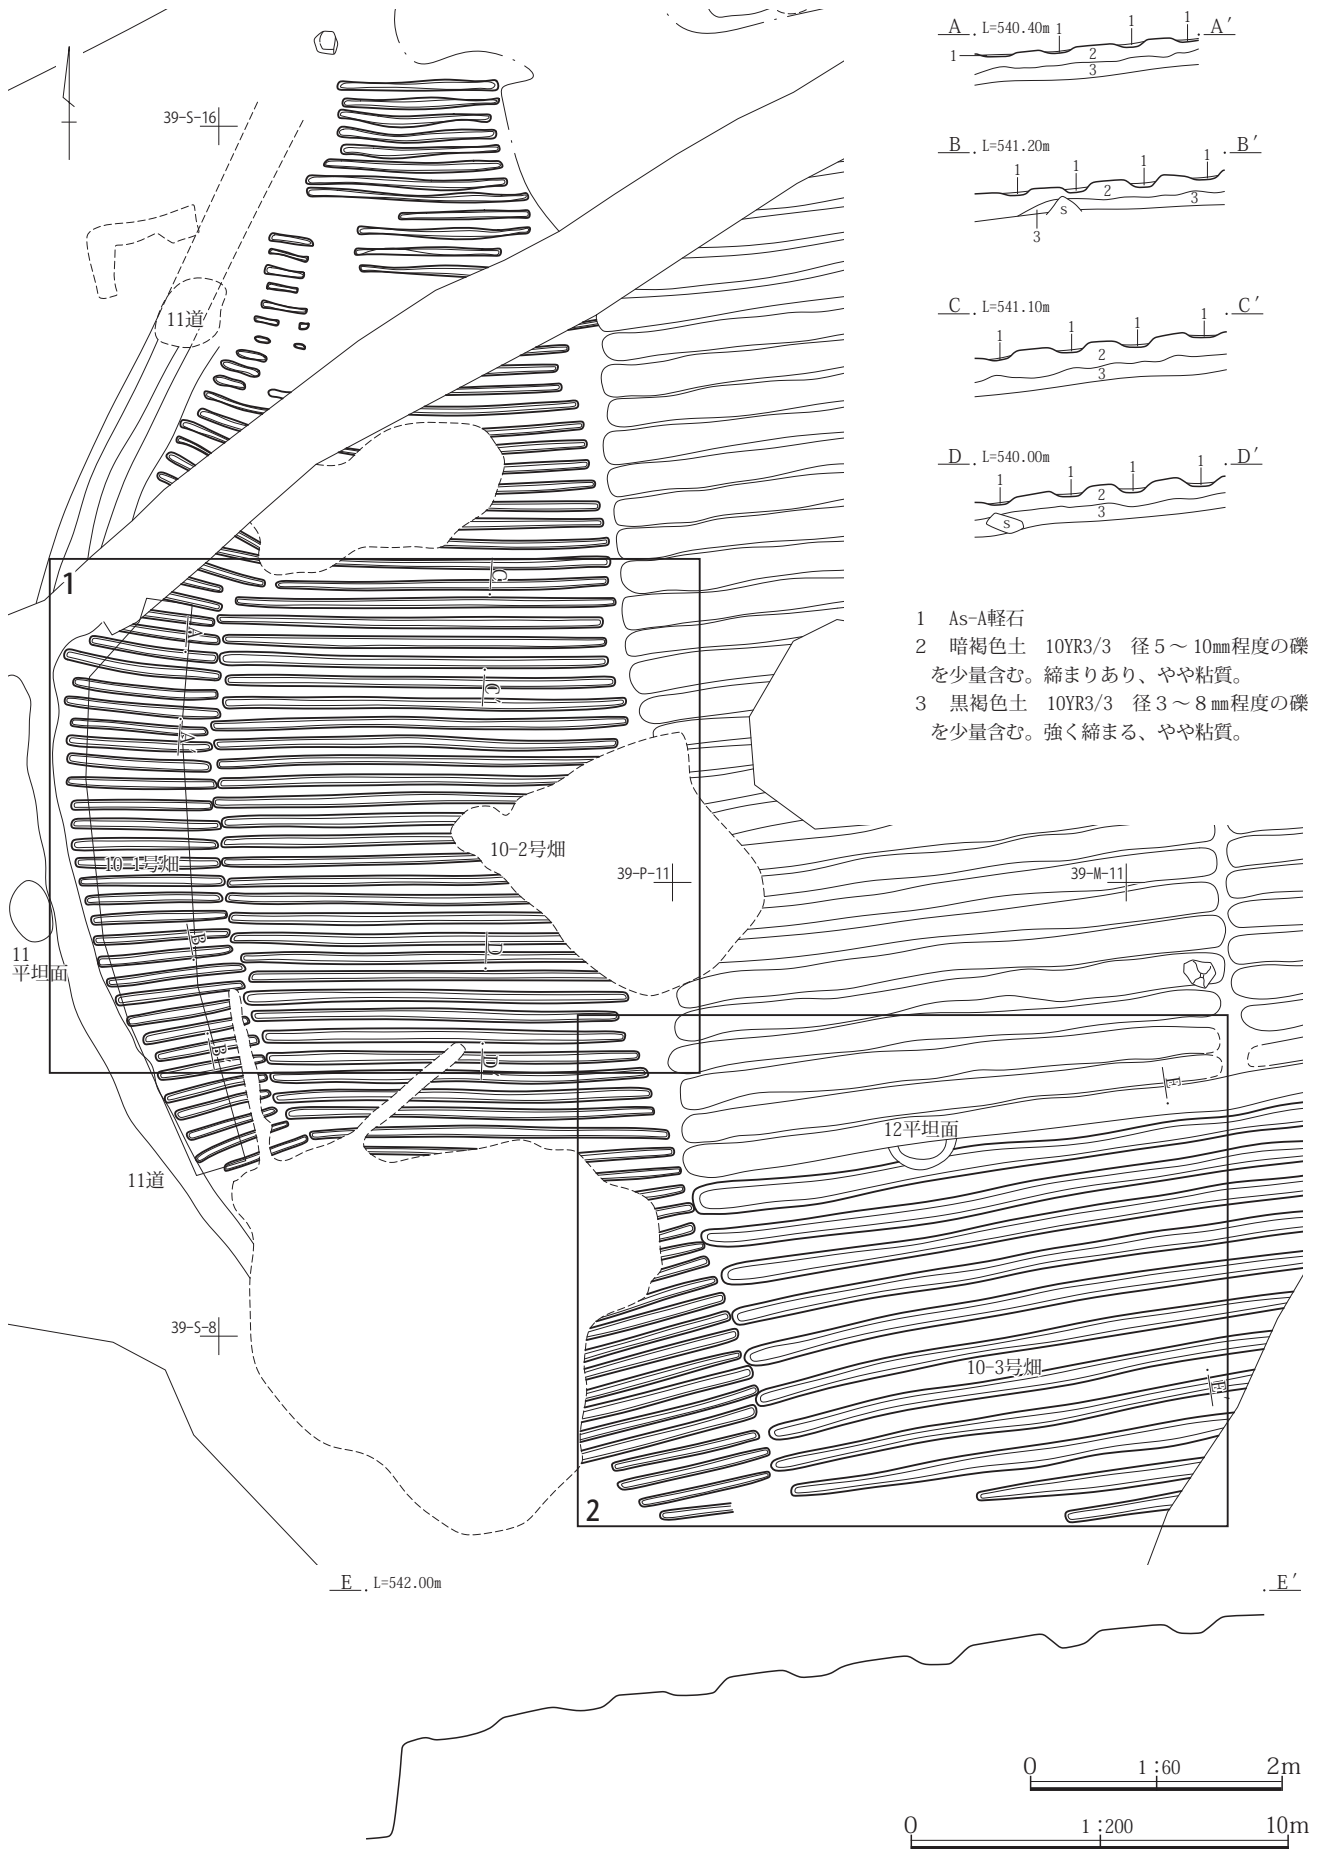 A L=540.40m A′
1 1 1
1 2
3
B L=541.20m B′
1 1 1 1
2 3
S
3
C L=541.10m C′
1 1 1 1
2
3
D L=540.00m D′
1 1 1 1
2
3
S
1　As-A軽石
2　暗褐色土　10YR3/3　径５～10㎜程度の礫
を少量含む。締まりあり、やや粘質。
3　黒褐色土　10YR3/3　径３～８㎜程度の礫
を少量含む。強く締まる、やや粘質。
39-S-16
11道
1
C
A
C′
A′
10-2号畑
10-1号畑
39-P-11
39-M-11
B
D
11
平坦面
B′
D′
E
12平坦面
11道
39-S-8
10-3号畑
E′
2
E L=542.00m E′
0 1：60 2m
0 1：200 10m